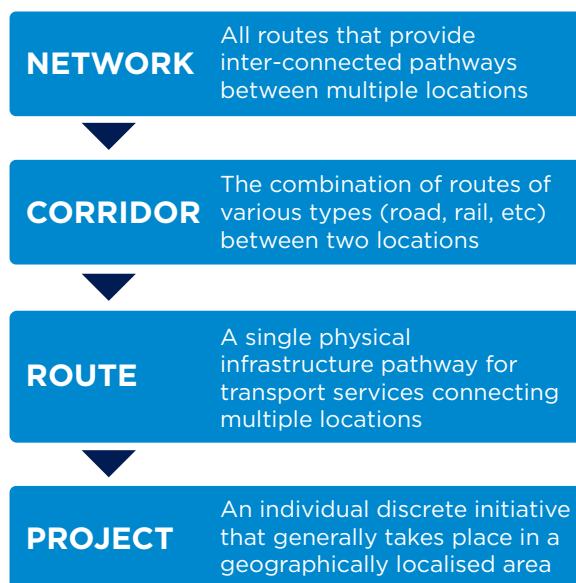 NETWORK
All routes that provide
inter-connected pathways
between multiple locations
CORRIDOR
The combination of routes of
various types (road, rail, etc)
between two locations
ROUTE
A single physical
infrastructure pathway for
transport services connecting
multiple locations
PROJECT
An individual discrete initiative
that generally takes place in a
geographically localised area